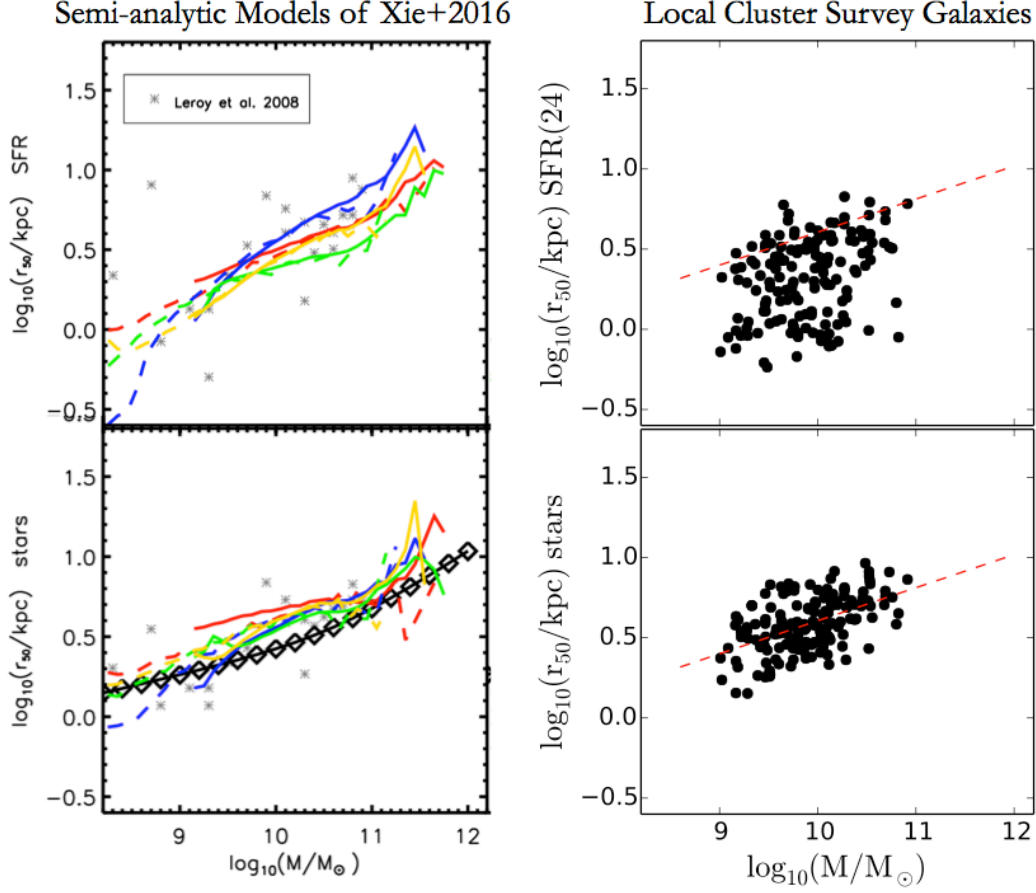 Semi-analytic Models of Xie+2016
Local Cluster Survey Galaxies
Leroy et al. 2008
log₁₀(r₅₀/kpc) SFR
1.5
1.0
0.5
0.0
−0.5
log₁₀(r₅₀/kpc) SFR(24)
1.5
1.0
0.5
0.0
−0.5
log₁₀(r₅₀/kpc) stars
1.5
1.0
0.5
0.0
−0.5
9 10 11 12
log₁₀(M/M☉)
log₁₀(r₅₀/kpc) stars
1.5
1.0
0.5
0.0
−0.5
9 10 11 12
log₁₀(M/M☉)